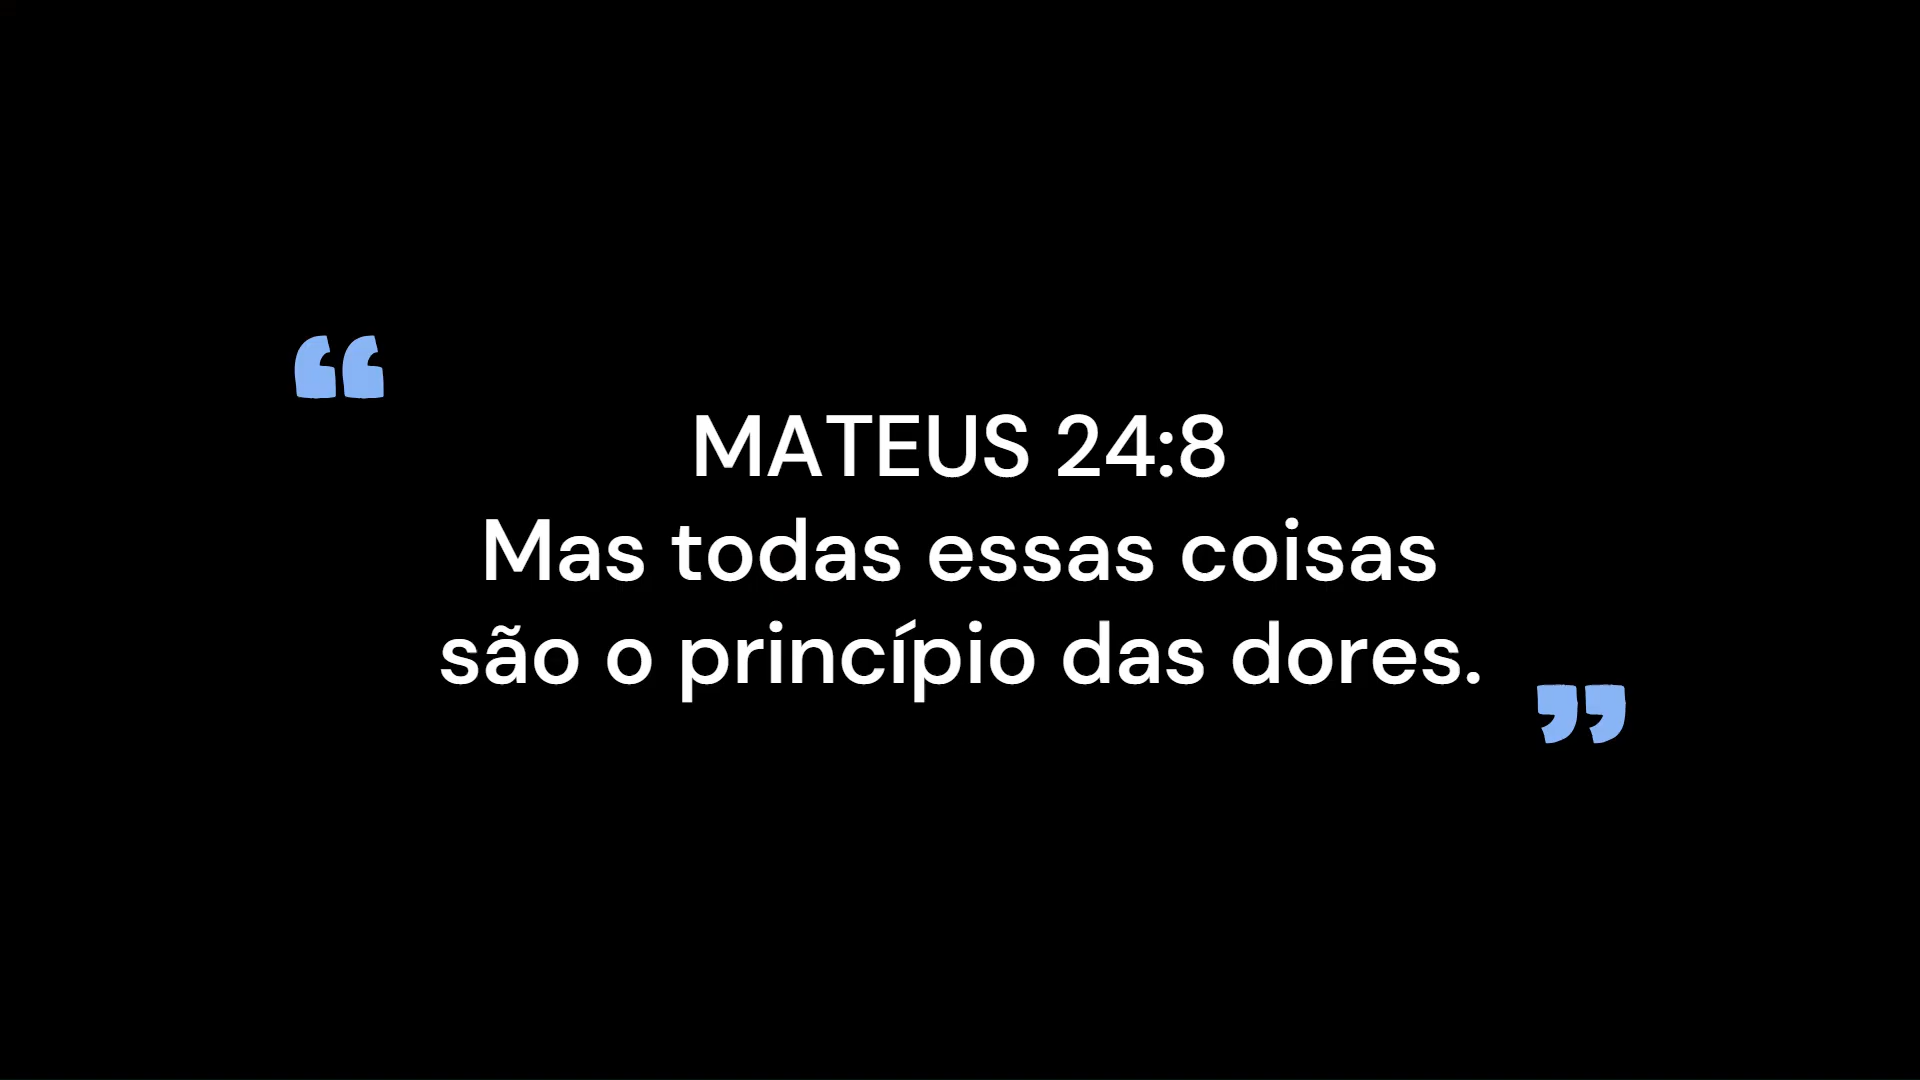 “
MATEUS 24:8
Mas todas essas coisas
são o princípio das dores.
”